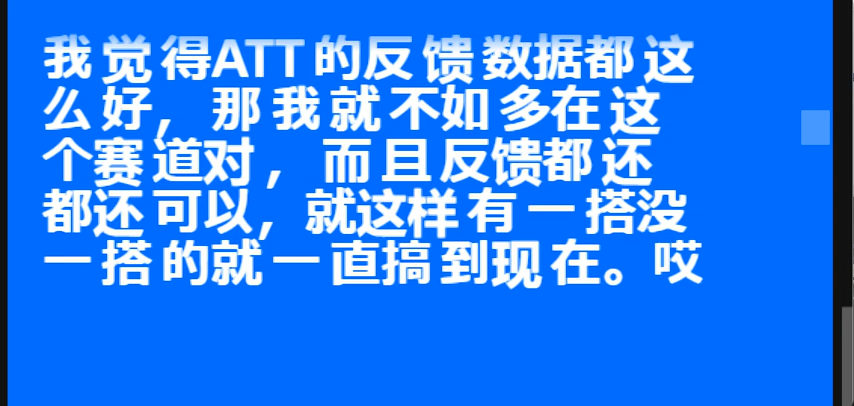 我觉得ATT的反馈数据都这
么好，那我就不如多在这
个赛道对，而且反馈都还
都还可以，就这样有一搭没
一搭的就一直搞到现在。哎